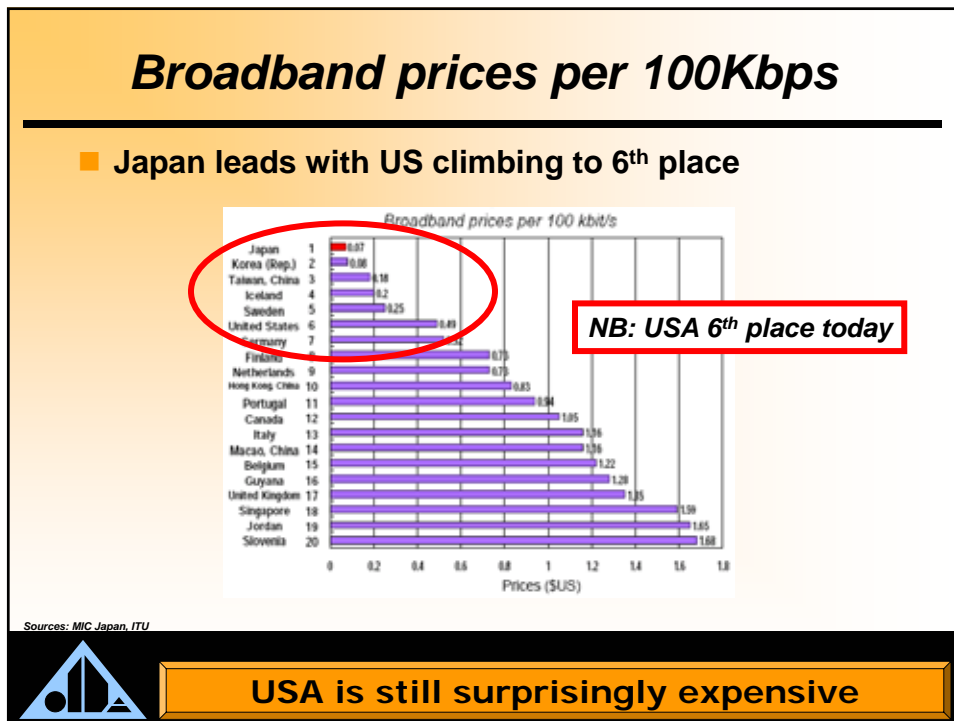 Broadband prices per 100Kbps
Japan leads with US climbing to 6th place
Broadband prices per 100 kbit/s
Japan 1 0.07
Korea (Rep.) 2 0.08
Taiwan, China 3 0.18
Iceland 4 0.2
Sweden 5 0.25
United States 6 0.49
Germany 7 0.52
Finland 8 0.73
Netherlands 9 0.73
Hong Kong, China 10 0.83
Portugal 11 0.94
Canada 12 1.05
Italy 13 1.16
Macao, China 14 1.16
Belgium 15 1.22
Guyana 16 1.28
United Kingdom 17 1.35
Singapore 18 1.59
Jordan 19 1.65
Slovenia 20 1.68
0 0.2 0.4 0.6 0.8 1 1.2 1.4 1.6 1.8
Prices ($US)
NB: USA 6th place today
Sources: MIC Japan, ITU
USA is still surprisingly expensive